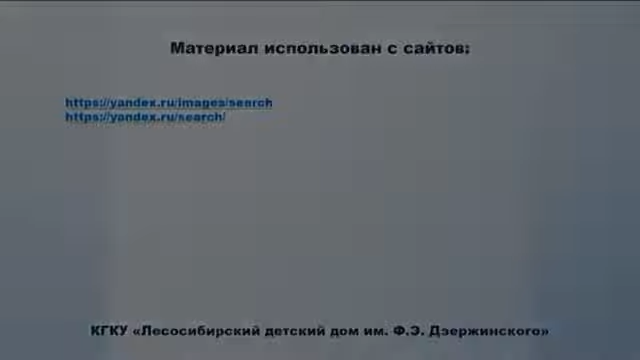 Материал использован с сайтов:
https://yandex.ru/images/search
https://yandex.ru/search/
КГКУ «Лесосибирский детский дом им. Ф.Э. Дзержинского»